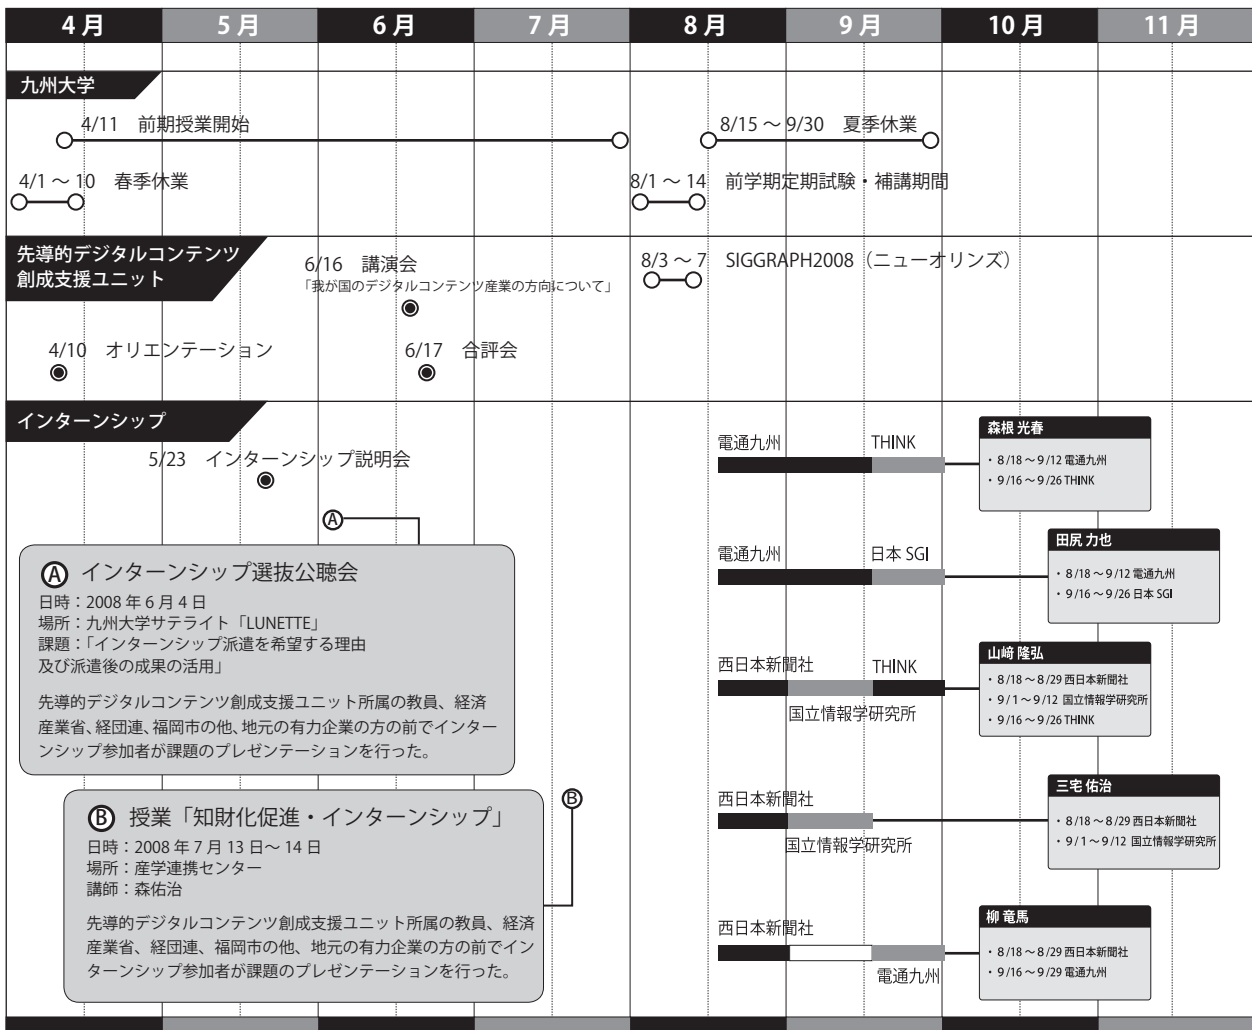 4月 5月 6月 7月 8月 9月 10月 11月
九州大学
4/11 前期授業開始
8/15 ～ 9/30 夏季休業
4/1 ～ 10 春季休業
8/1 ～ 14 前学期定期試験・補講期間
先導的デジタルコンテンツ
創成支援ユニット
6/16 講演会
「我が国のデジタルコンテンツ産業の方向について」
8/3 ～ 7 SIGGRAPH2008（ニューオリンズ）
4/10 オリエンテーション
6/17 合評会
インターンシップ
5/23 インターンシップ説明会
A
A インターンシップ選抜公聴会
日時：2008 年 6 月 4 日
場所：九州大学サテライト「LUNETTE」
課題：「インターンシップ派遣を希望する理由
及び派遣後の成果の活用」
先導的デジタルコンテンツ創成支援ユニット所属の教員、経済
産業省、経団連、福岡市の他、地元の有力企業の方の前でインター
ンシップ参加者が課題のプレゼンテーションを行った。
B
B 授業「知財化促進・インターンシップ」
日時：2008 年 7 月 13 日～ 14 日
場所：産学連携センター
講師：森佑治
先導的デジタルコンテンツ創成支援ユニット所属の教員、経済
産業省、経団連、福岡市の他、地元の有力企業の方の前でイン
ターンシップ参加者が課題のプレゼンテーションを行った。
電通九州 THINK
森根 光春
・ 8/18～9/12 電通九州
・ 9/16～9/26 THINK
電通九州 日本 SGI
田尻 力也
・ 8/18～9/12 電通九州
・ 9/16～9/26 日本 SGI
西日本新聞社 THINK
国立情報学研究所
山﨑 隆弘
・ 8/18～8/29 西日本新聞社
・ 9/1～9/12 国立情報学研究所
・ 9/16～9/26 THINK
西日本新聞社
国立情報学研究所
三宅 佑治
・ 8/18～8/29 西日本新聞社
・ 9/1～9/12 国立情報学研究所
西日本新聞社
電通九州
柳 竜馬
・ 8/18～8/29 西日本新聞社
・ 9/16～9/29 電通九州